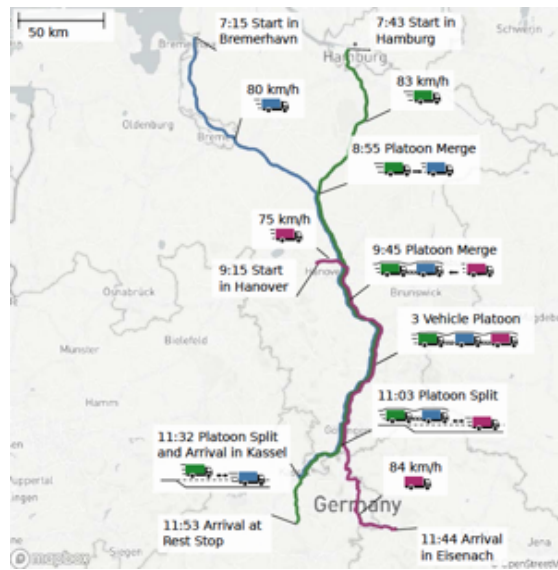 50 km
7:15 Start in
Bremerhavn
7:43 Start in
Hamburg
Schwerin
Hamburg
80 km/h
83 km/h
Oldenburg
8:55 Platoon Merge
75 km/h
9:45 Platoon Merge
9:15 Start
in Hanover
Osnabrück
Brunswick
3 Vehicle Platoon
Münster
Bielefeld
Hamm
11:03 Platoon Split
11:32 Platoon Split
and Arrival in Kassel
84 km/h
Germany
11:53 Arrival at
Rest Stop
11:44 Arrival
in Eisenach
Jena
Siegen
mapbox